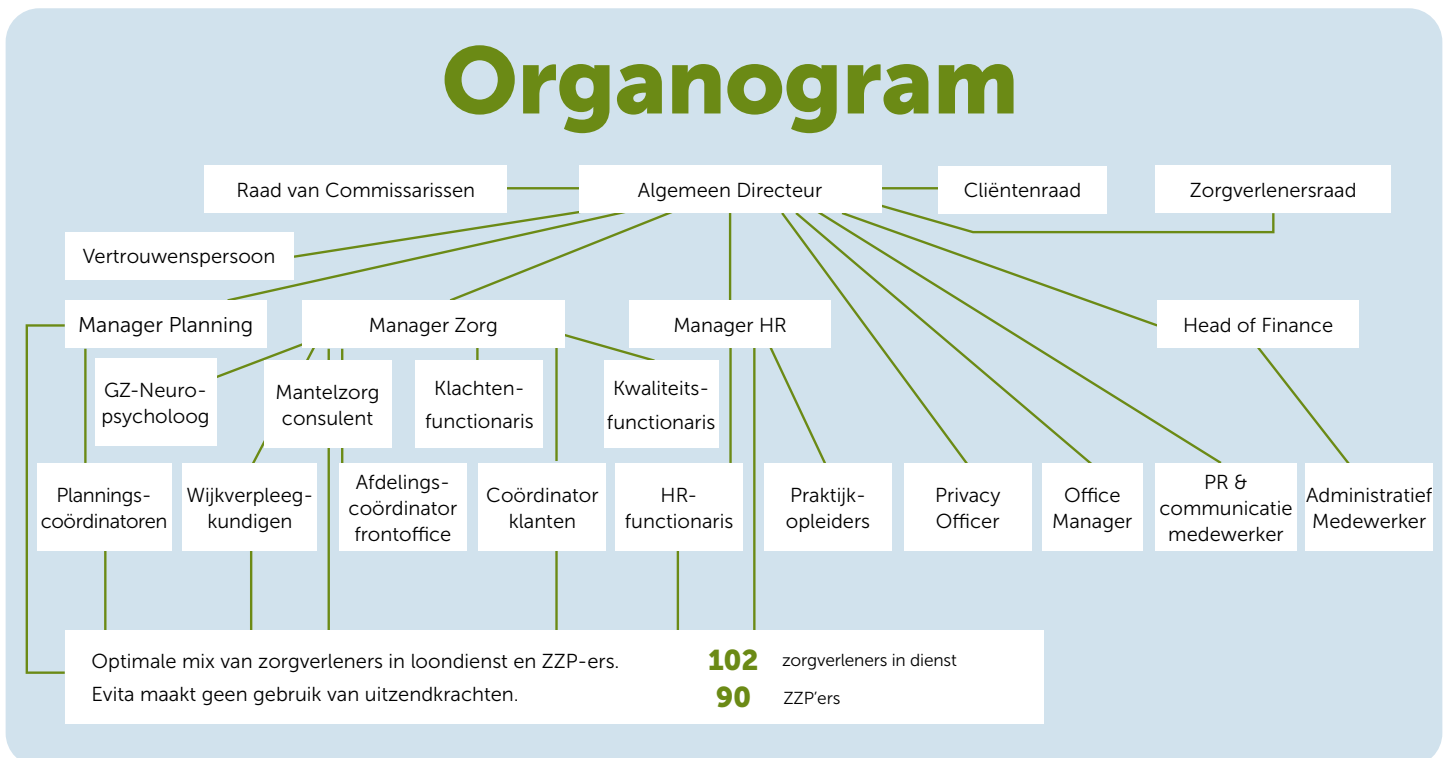 Organogram
Raad van Commissarissen
Algemeen Directeur
Cliëntenraad
Zorgverlenersraad
Vertrouwenspersoon
Manager Planning
Manager Zorg
Manager HR
Head of Finance
GZ-Neuro-
psycholoog
Mantelzorg
consulent
Klachten-
functionaris
Kwaliteits-
functionaris
Plannings-
coördinatoren
Wijkverpleeg-
kundigen
Afdelings-
coördinator
frontoffice
Coördinator
klanten
HR-
functionaris
Praktijk-
opleiders
Privacy
Officer
Office
Manager
PR &
communicatie
medewerker
Administratief
Medewerker
Optimale mix van zorgverleners in loondienst en ZZP-ers.
Evita maakt geen gebruik van uitzendkrachten.
102 zorgverleners in dienst
90 ZZP'ers